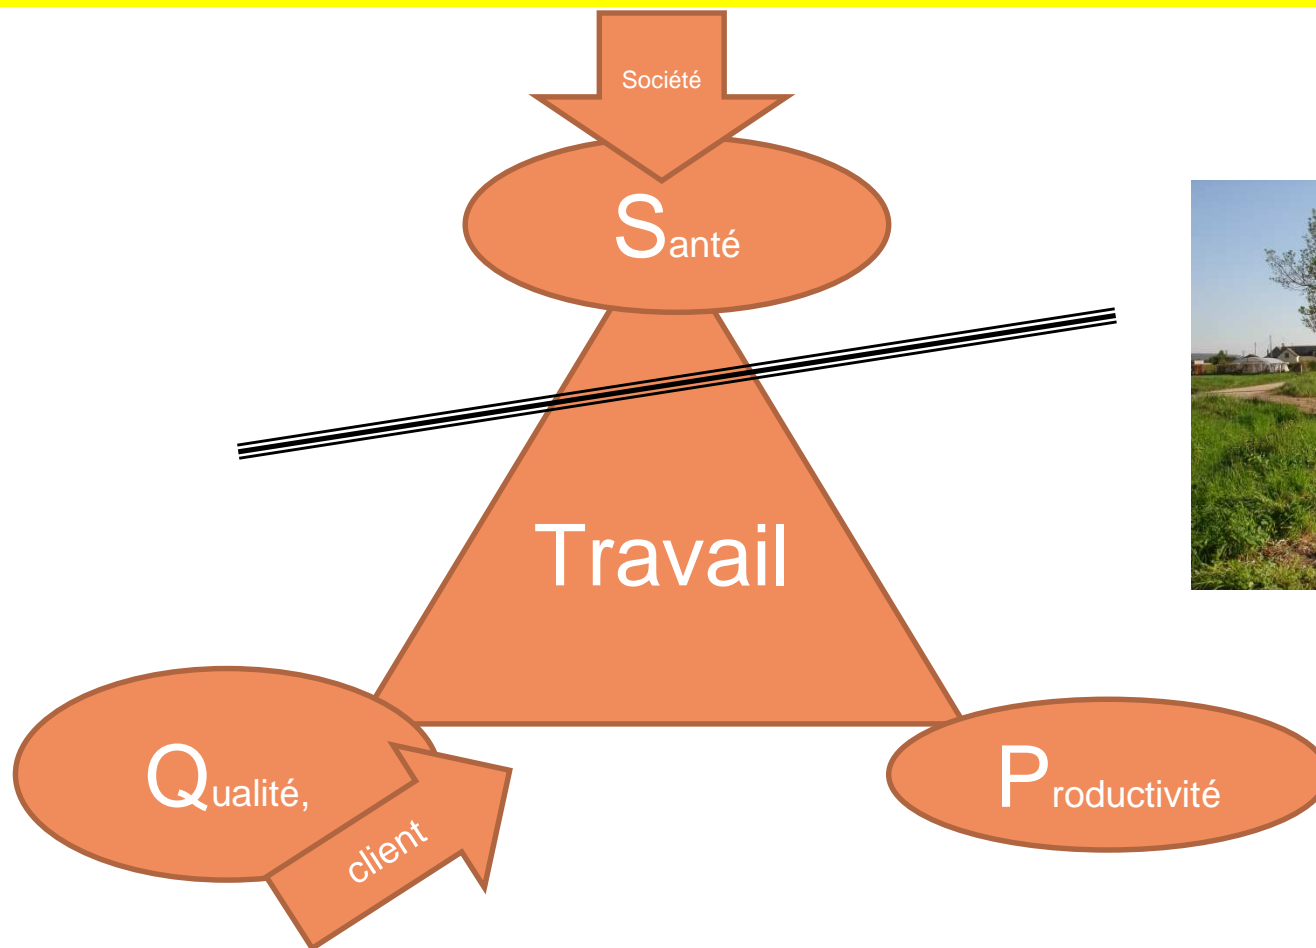 Société
Santé
Travail
Qualité,
client
Productivité